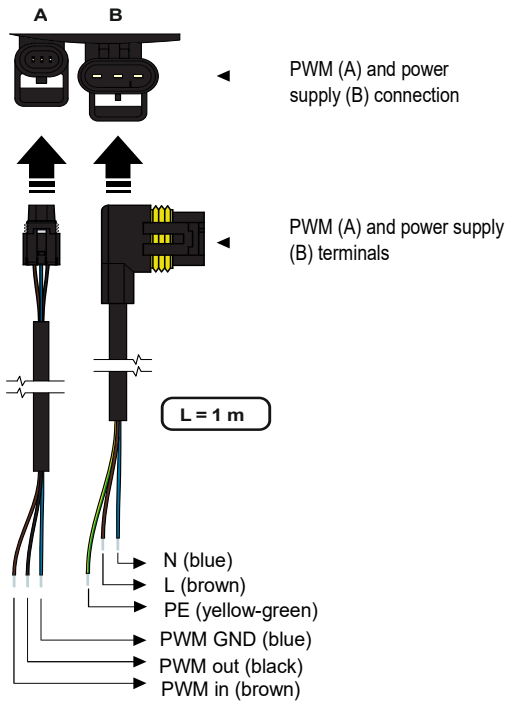 A B
PWM (A) and power
supply (B) connection
PWM (A) and power supply
(B) terminals
L = 1 m
N (blue)
L (brown)
PE (yellow-green)
PWM GND (blue)
PWM out (black)
PWM in (brown)